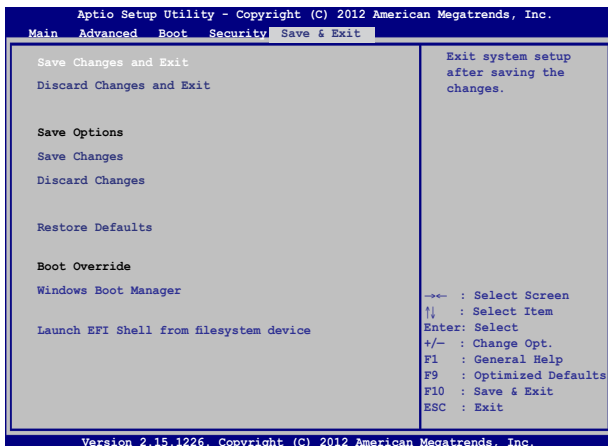 Aptio Setup Utility - Copyright (C) 2012 American Megatrends, Inc.
Main Advanced Boot Security Save & Exit
Save Changes and Exit
Discard Changes and Exit
Save Options
Save Changes
Discard Changes
Restore Defaults
Boot Override
Windows Boot Manager
Launch EFI Shell from filesystem device
Exit system setup
after saving the
changes.
→← : Select Screen
↑↓ : Select Item
Enter: Select
+/— : Change Opt.
F1 : General Help
F9 : Optimized Defaults
F10 : Save & Exit
ESC : Exit
Version 2.15.1226. Copyright (C) 2012 American Megatrends, Inc.